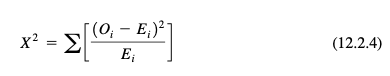 X² = ∑[(Oᵢ − Eᵢ)² / Eᵢ] (12.2.4)